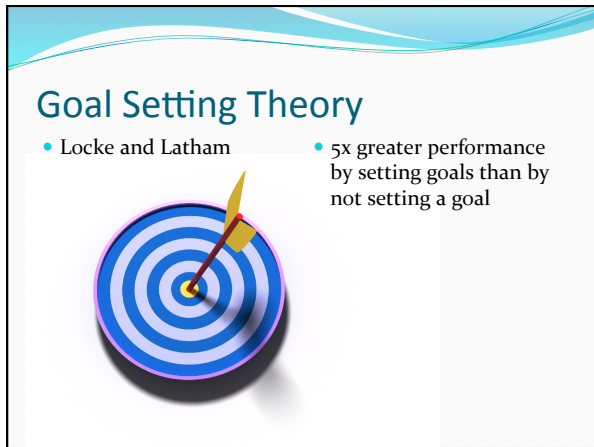 Goal Setting Theory
• Locke and Latham
• 5x greater performance
by setting goals than by
not setting a goal